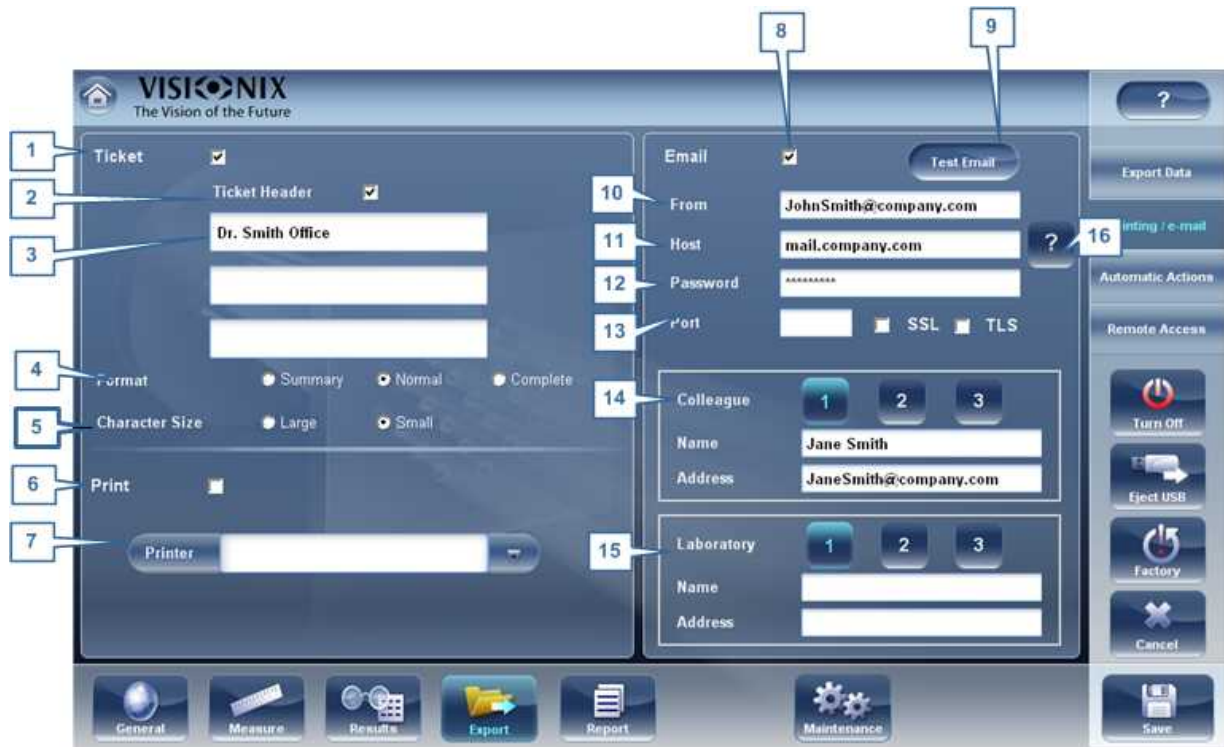 8
9
VISIONIX
The Vision of the Future
?
1
Ticket
Email
Test Email
Export Data
2
Ticket Header
10
From
JohnSmith@company.com
3
Dr. Smith Office
11
Host
mail.company.com
?
16
inting / e-mail
12
Password
*********
Automatic Actions
13
Port
SSL
TLS
Remote Access
4
Format
Summary
Normal
Complete
14
Colleague
1
2
3
5
Character Size
Large
Small
Name
Jane Smith
Turn Off
Address
JaneSmith@company.com
6
Print
Eject USB
7
Printer
15
Laboratory
1
2
3
Factory
Name
Address
Cancel
General
Measure
Results
Export
Report
Maintenance
Save